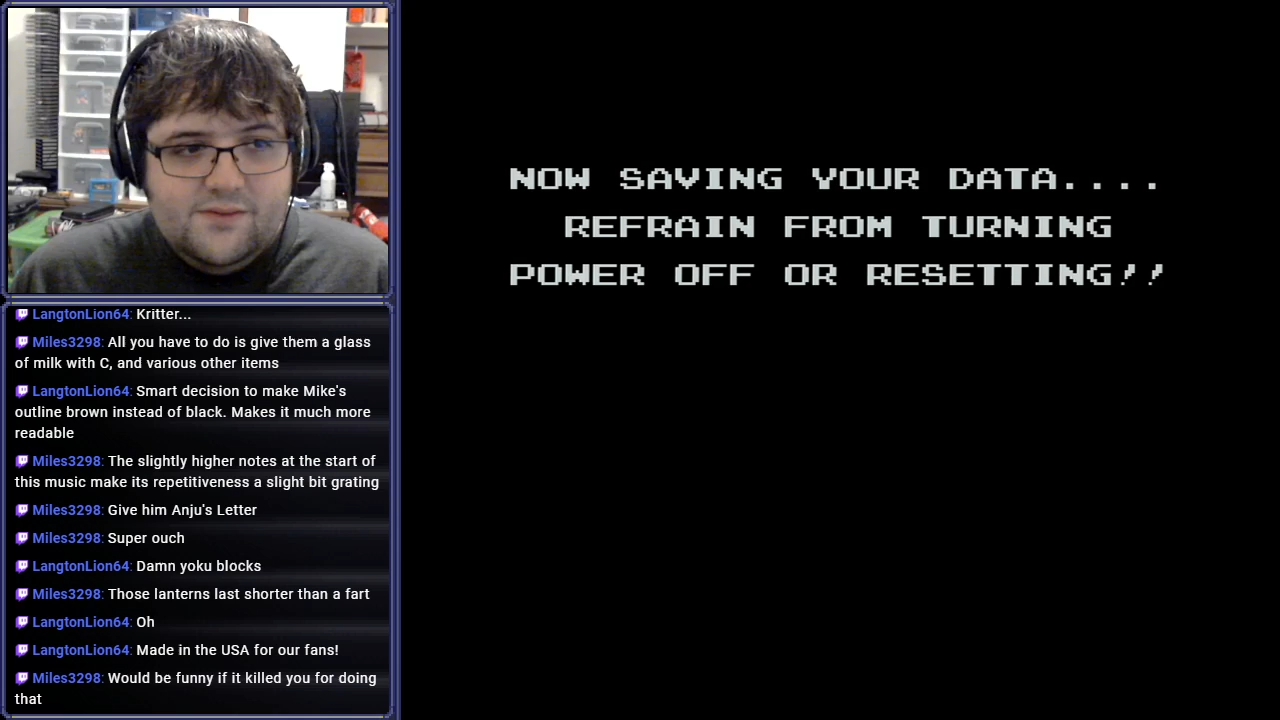 NOW SAVING YOUR DATA....
REFRAIN FROM TURNING
POWER OFF OR RESETTING!!
LangtonLion64: Kritter...
Miles3298: All you have to do is give them a glass
of milk with C, and various other items
LangtonLion64: Smart decision to make Mike's
outline brown instead of black. Makes it much more
readable
Miles3298: The slightly higher notes at the start of
this music make its repetitiveness a slight bit grating
Miles3298: Give him Anju's Letter
Miles3298: Super ouch
LangtonLion64: Damn yoku blocks
Miles3298: Those lanterns last shorter than a fart
LangtonLion64: Oh
LangtonLion64: Made in the USA for our fans!
Miles3298: Would be funny if it killed you for doing
that